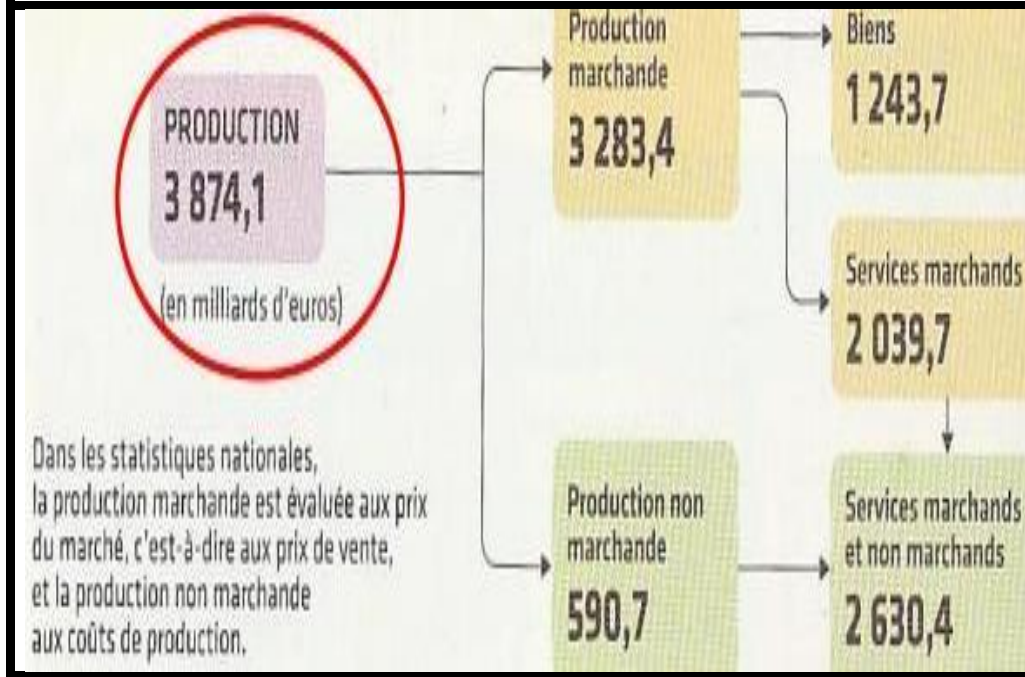 PRODUCTION
3 874,1
(en milliards d'euros)
Dans les statistiques nationales,
la production marchande est évaluée aux prix
du marché, c'est-à-dire aux prix de vente,
et la production non marchande
aux coûts de production.
Production
marchande
3 283,4
Production non
marchande
590,7
Biens
1 243,7
Services marchands
2 039,7
Services marchands
et non marchands
2 630,4